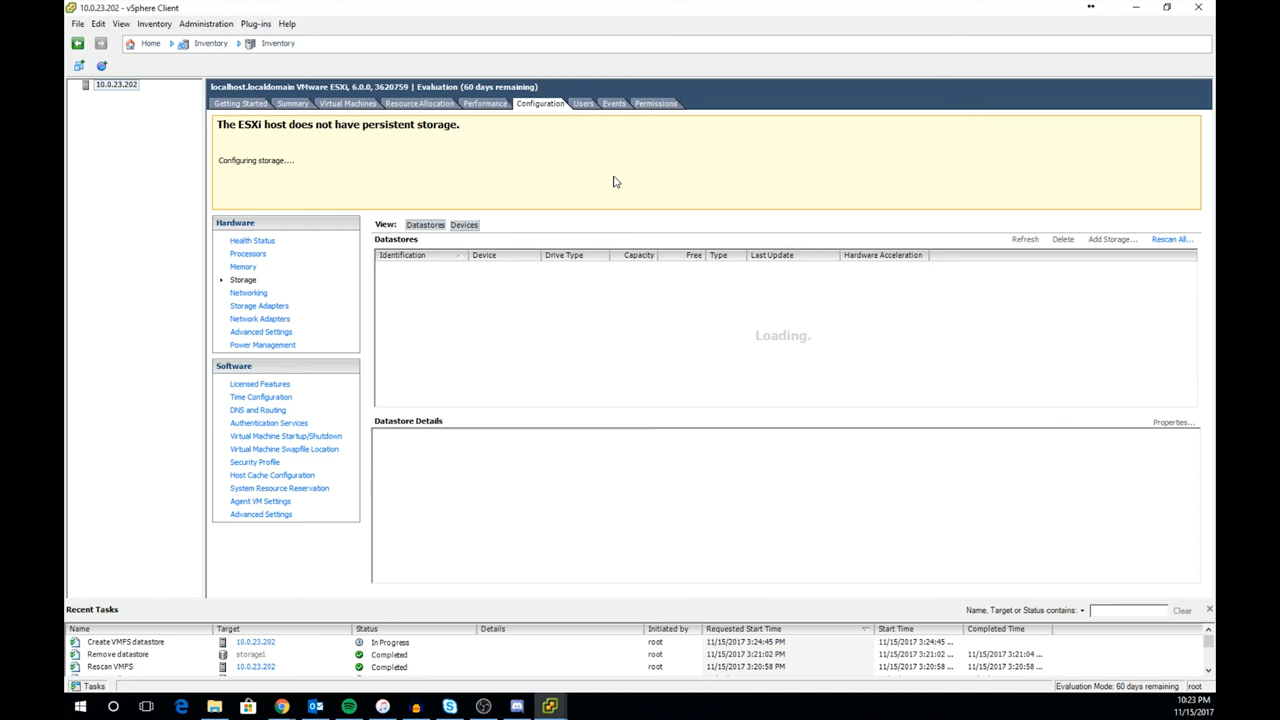 10.0.23.202 - vSphere Client
File Edit View Inventory Administration Plug-ins Help
Home Inventory Inventory
10.0.23.202
localhost.localdomain VMware ESXi, 6.0.0, 3620759 | Evaluation (60 days remaining)
Getting Started Summary Virtual Machines Resource Allocation Performance Configuration Users Events Permissions
The ESXi host does not have persistent storage.
Configuring storage....
Hardware
Health Status
Processors
Memory
Storage
Networking
Storage Adapters
Network Adapters
Advanced Settings
Power Management
Software
Licensed Features
Time Configuration
DNS and Routing
Authentication Services
Virtual Machine Startup/Shutdown
Virtual Machine Swapfile Location
Security Profile
Host Cache Configuration
System Resource Reservation
Agent VM Settings
Advanced Settings
View: Datastores Devices
Datastores Refresh Delete Add Storage... Rescan All...
Identification Device Drive Type Capacity Free Type Last Update Hardware Acceleration
Loading.
Datastore Details Properties...
Recent Tasks Name, Target or Status contains: Clear
Name Target Status Details Initiated by Requested Start Time Start Time Completed Time
Create VMFS datastore 10.0.23.202 In Progress root 11/15/2017 3:24:45 PM 11/15/2017 3:24:45 ...
Remove datastore storage1 Completed root 11/15/2017 3:21:02 PM 11/15/2017 3:21:02 ... 11/15/2017 3:21:04 ...
Rescan VMFS 10.0.23.202 Completed root 11/15/2017 3:20:58 PM 11/15/2017 3:20:58 ... 11/15/2017 3:20:58 ...
Tasks Evaluation Mode: 60 days remaining root
10:23 PM
11/15/2017